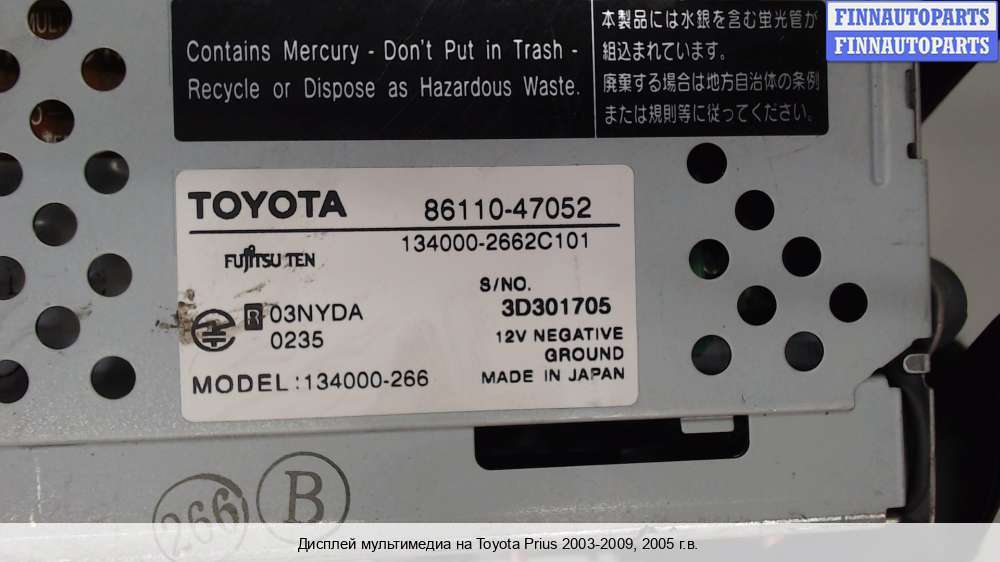 FINNAUTOPARTS
FINNAUTOPARTS
Contains Mercury - Don't Put in Trash -
Recycle or Dispose as Hazardous Waste.
本製品には水銀を含む蛍光管が
組込まれています。
廃棄する場合は地方自治体の条例
または規則等に従ってください。
TOYOTA
86110-47052
134000-2662C101
FUJITSU TEN
S/NO.
3D301705
R 03NYDA
0235
12V NEGATIVE
GROUND
MODEL:134000-266
MADE IN JAPAN
266
B
Дисплей мультимедиа на Toyota Prius 2003-2009, 2005 г.в.